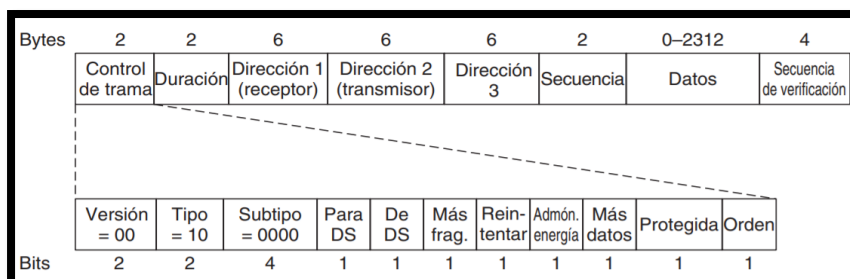 Bytes 2 2 6 6 6 2 0–2312 4
Control de trama
Duración
Dirección 1 (receptor)
Dirección 2 (transmisor)
Dirección 3
Secuencia
Datos
Secuencia de verificación
Versión = 00
Tipo = 10
Subtipo = 0000
Para DS
De DS
Más frag.
Rein- tentar
Admón. energía
Más datos
Protegida
Orden
Bits 2 2 4 1 1 1 1 1 1 1 1